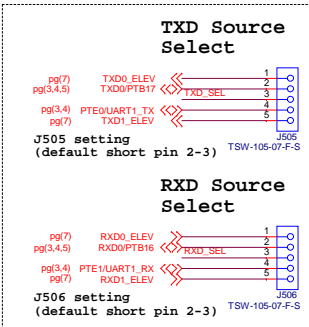 TXD Source
Select
pg(7) TXD0_ELEV 1
pg(3,4,5) TXD0/PTB17 2
TXD_SEL 3
pg(3,4) PTE0/UART1_TX 4
pg(7) TXD1_ELEV 5
J505
TSW-105-07-F-S
J505 setting
(default short pin 2-3)
RXD Source
Select
pg(7) RXD0_ELEV 1
pg(3,4,5) RXD0/PTB16 2
RXD_SEL 3
pg(3,4) PTE1/UART1_RX 4
pg(7) RXD1_ELEV 5
J506
TSW-105-07-F-S
J506 setting
(default short pin 2-3)